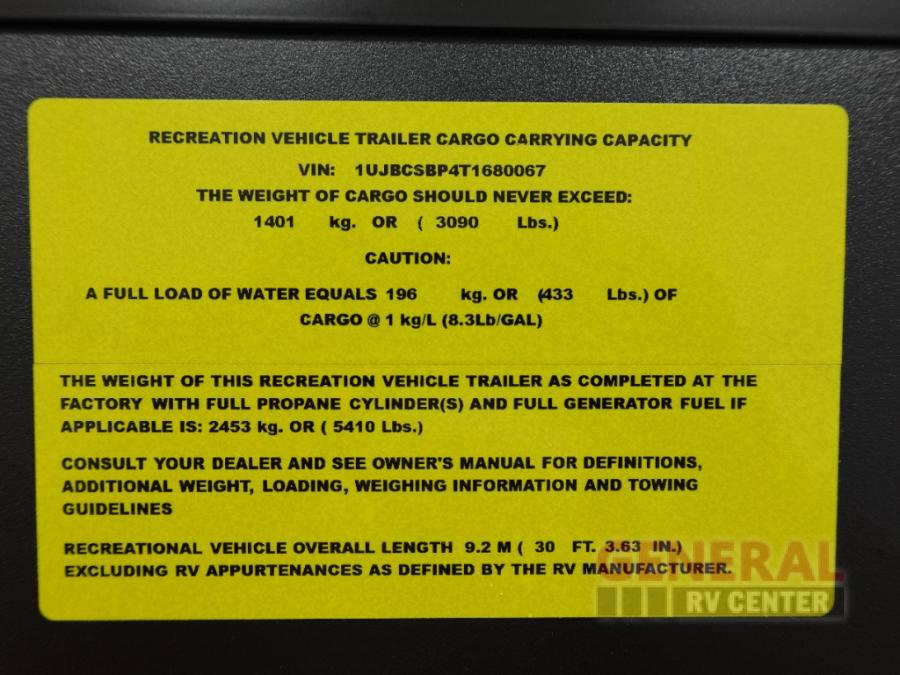 RECREATION VEHICLE TRAILER CARGO CARRYING CAPACITY
VIN: 1UJBCSBP4T1680067
THE WEIGHT OF CARGO SHOULD NEVER EXCEED:
1401 kg. OR ( 3090 Lbs.)
CAUTION:
A FULL LOAD OF WATER EQUALS 196 kg. OR (433 Lbs.) OF
CARGO @ 1 kg/L (8.3Lb/GAL)
THE WEIGHT OF THIS RECREATION VEHICLE TRAILER AS COMPLETED AT THE
FACTORY WITH FULL PROPANE CYLINDER(S) AND FULL GENERATOR FUEL IF
APPLICABLE IS: 2453 kg. OR ( 5410 Lbs.)
CONSULT YOUR DEALER AND SEE OWNER'S MANUAL FOR DEFINITIONS,
ADDITIONAL WEIGHT, LOADING, WEIGHING INFORMATION AND TOWING
GUIDELINES
RECREATIONAL VEHICLE OVERALL LENGTH 9.2 M ( 30 FT. 3.63 IN.)
EXCLUDING RV APPURTENANCES AS DEFINED BY THE RV MANUFACTURER.
GENERAL
RV CENTER